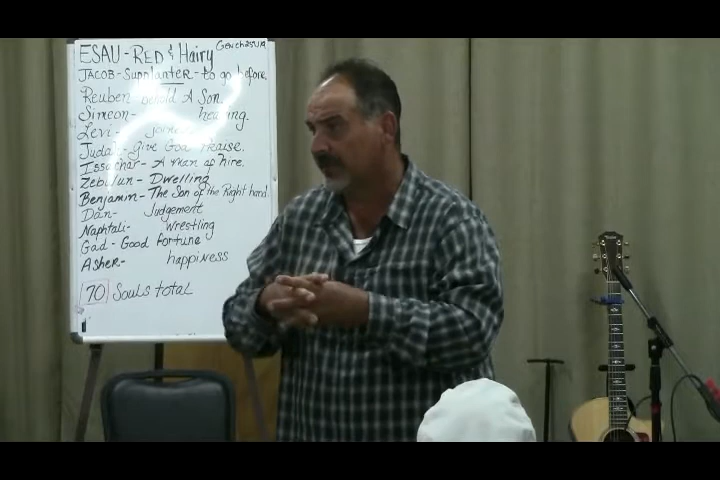 ESAU - RED & Hairy
JACOB - Supplanter - to go before.
Reuben - Behold A Son.
Simeon - hearing.
Levi - joined
Judah - give God Praise.
Issachar - A man of hire.
Zebulun - Dwelling
Benjamin - The Son of the Right hand.
Dan - Judgement
Naphtali - wrestling
Gad - Good fortune
Asher - happiness
70 Souls total